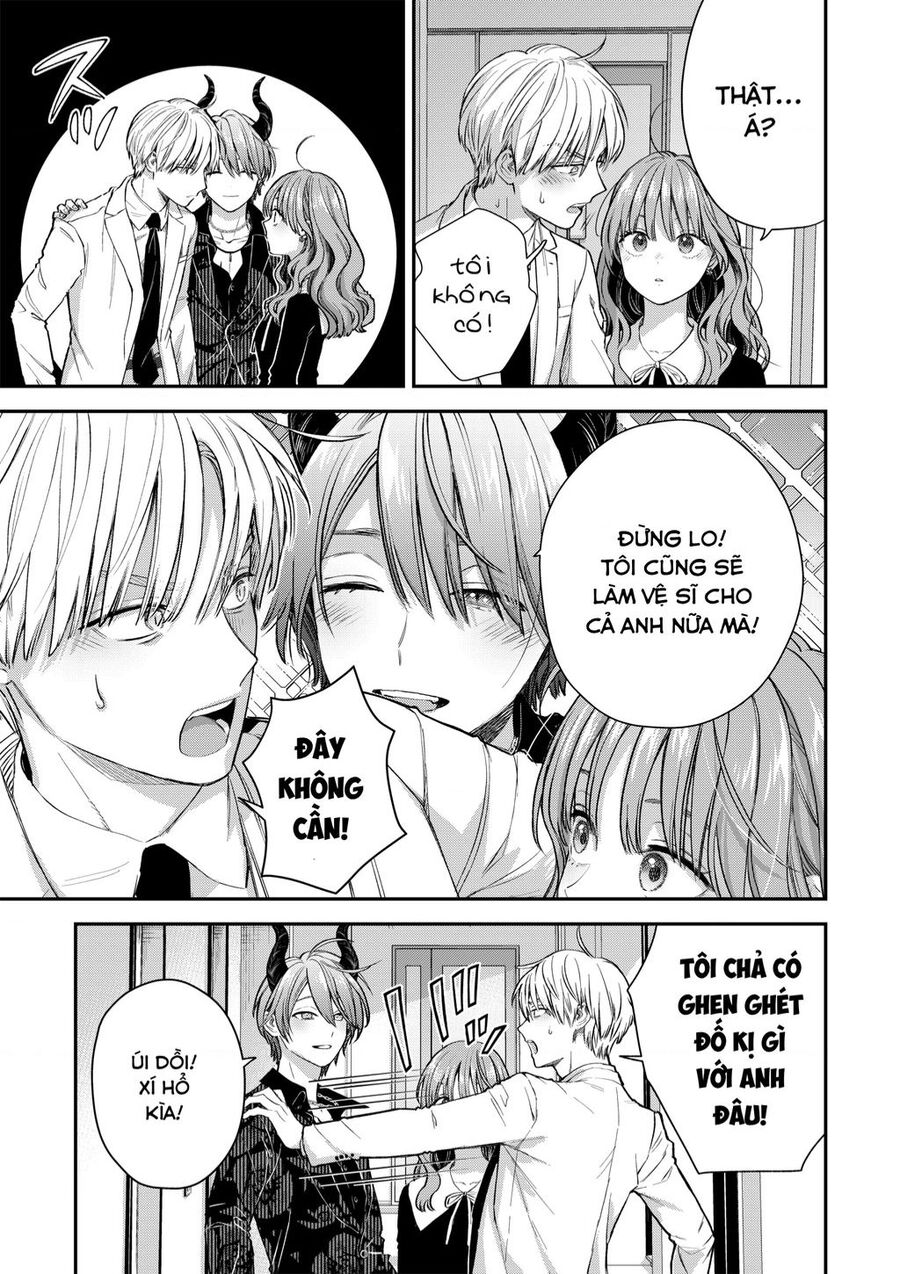 THẬT...
Á?
tôi
không
có!
スッ
ĐỪNG LO!
TÔI CŨNG SẼ
LÀM VỆ SĨ CHO
CẢ ANH NỮA MÀ!
ĐÂY
KHÔNG
CẦN!
TÔI CHẢ CÓ
GHEN GHÉT
ĐỐ KỊ GÌ
VỚI ANH
ĐÂU!
ÚI DỒI!
XÍ HỔ
KÌA!